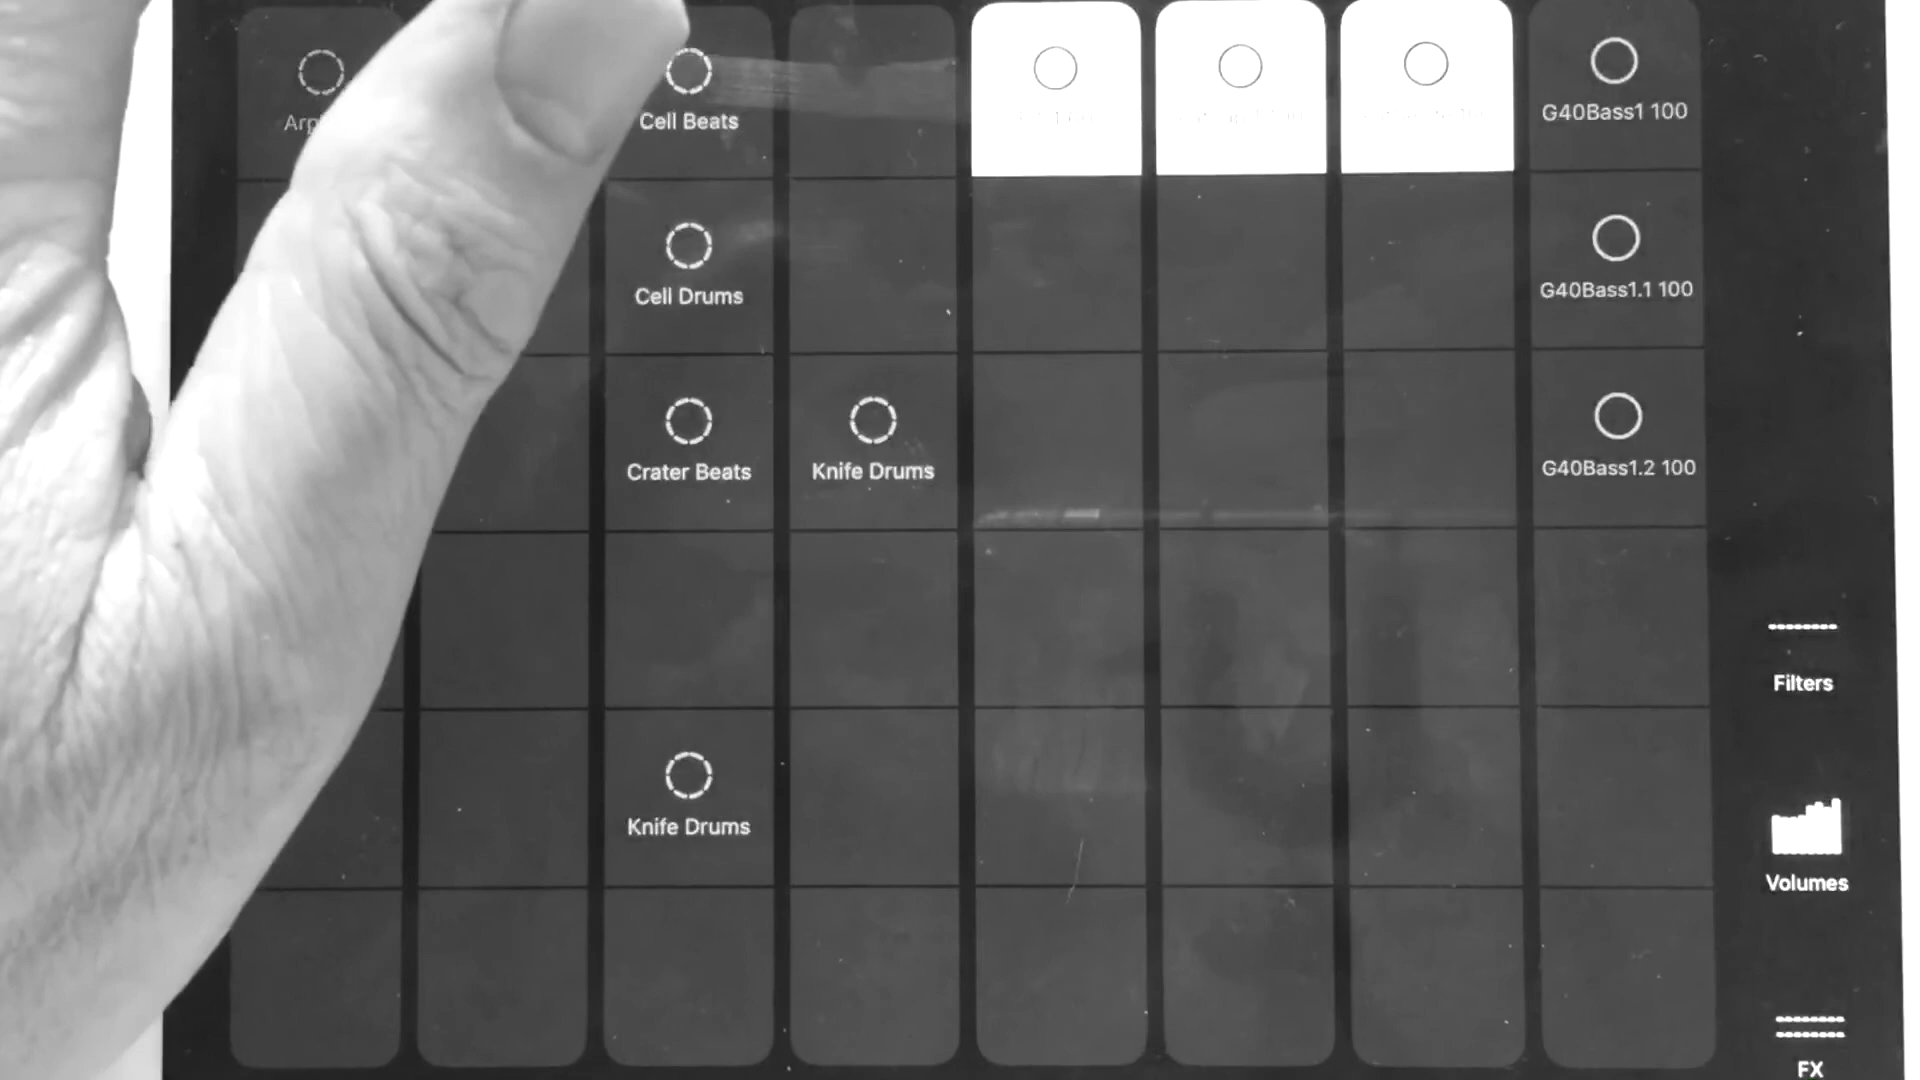 Cell Beats
G40Bass1 100
Cell Drums
G40Bass1.1 100
Crater Beats
Knife Drums
G40Bass1.2 100
Filters
Knife Drums
Volumes
FX